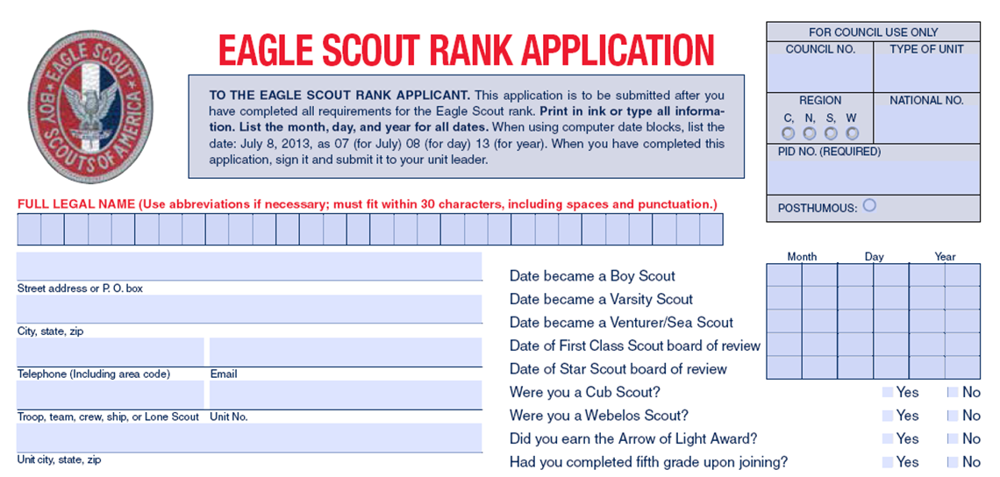 EAGLE SCOUT
BOY SCOUTS OF AMERICA
EAGLE SCOUT RANK APPLICATION
TO THE EAGLE SCOUT RANK APPLICANT. This application is to be submitted after you
have completed all requirements for the Eagle Scout rank. Print in ink or type all informa-
tion. List the month, day, and year for all dates. When using computer date blocks, list the
date: July 8, 2013, as 07 (for July) 08 (for day) 13 (for year). When you have completed this
application, sign it and submit it to your unit leader.
FOR COUNCIL USE ONLY
COUNCIL NO. TYPE OF UNIT
REGION NATIONAL NO.
C, N, S, W
PID NO. (REQUIRED)
POSTHUMOUS:
FULL LEGAL NAME (Use abbreviations if necessary; must fit within 30 characters, including spaces and punctuation.)
Street address or P. O. box
City, state, zip
Telephone (Including area code) Email
Troop, team, crew, ship, or Lone Scout Unit No.
Unit city, state, zip
Month Day Year
Date became a Boy Scout
Date became a Varsity Scout
Date became a Venturer/Sea Scout
Date of First Class Scout board of review
Date of Star Scout board of review
Were you a Cub Scout? Yes No
Were you a Webelos Scout? Yes No
Did you earn the Arrow of Light Award? Yes No
Had you completed fifth grade upon joining? Yes No